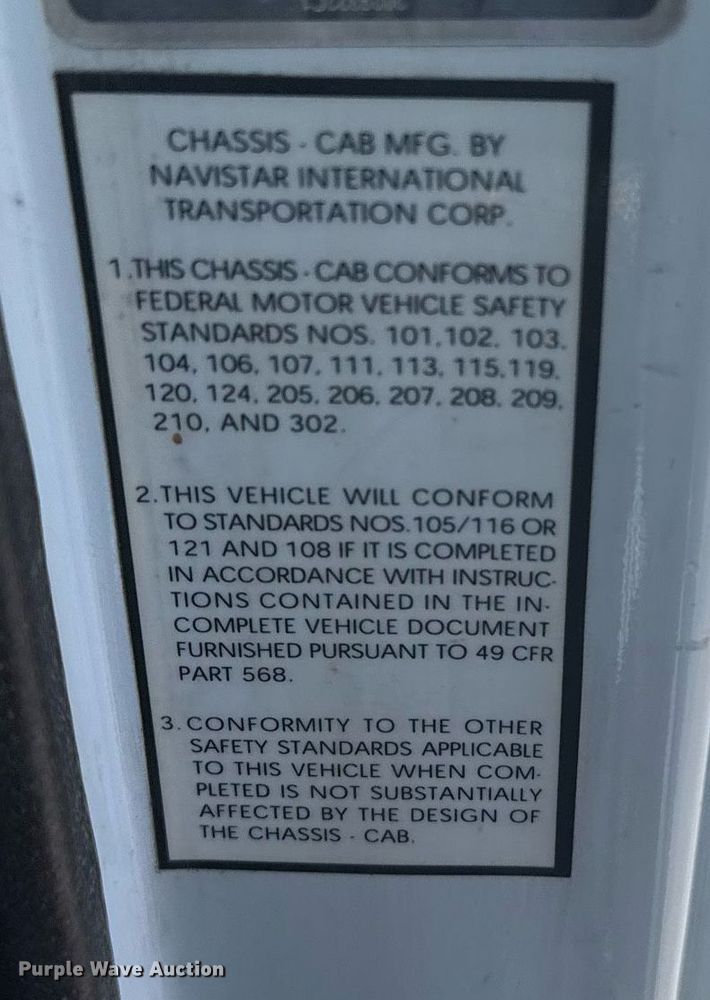 CHASSIS - CAB MFG. BY
NAVISTAR INTERNATIONAL
TRANSPORTATION CORP.
1.THIS CHASSIS - CAB CONFORMS TO
FEDERAL MOTOR VEHICLE SAFETY
STANDARDS NOS. 101,102, 103,
104, 106, 107, 111, 113, 115,119,
120, 124, 205, 206, 207, 208, 209,
210, AND 302.
2.THIS VEHICLE WILL CONFORM
TO STANDARDS NOS.105/116 OR
121 AND 108 IF IT IS COMPLETED
IN ACCORDANCE WITH INSTRUC-
TIONS CONTAINED IN THE IN-
COMPLETE VEHICLE DOCUMENT
FURNISHED PURSUANT TO 49 CFR
PART 568.
3. CONFORMITY TO THE OTHER
SAFETY STANDARDS APPLICABLE
TO THIS VEHICLE WHEN COM-
PLETED IS NOT SUBSTANTIALLY
AFFECTED BY THE DESIGN OF
THE CHASSIS - CAB.
Purple Wave Auction